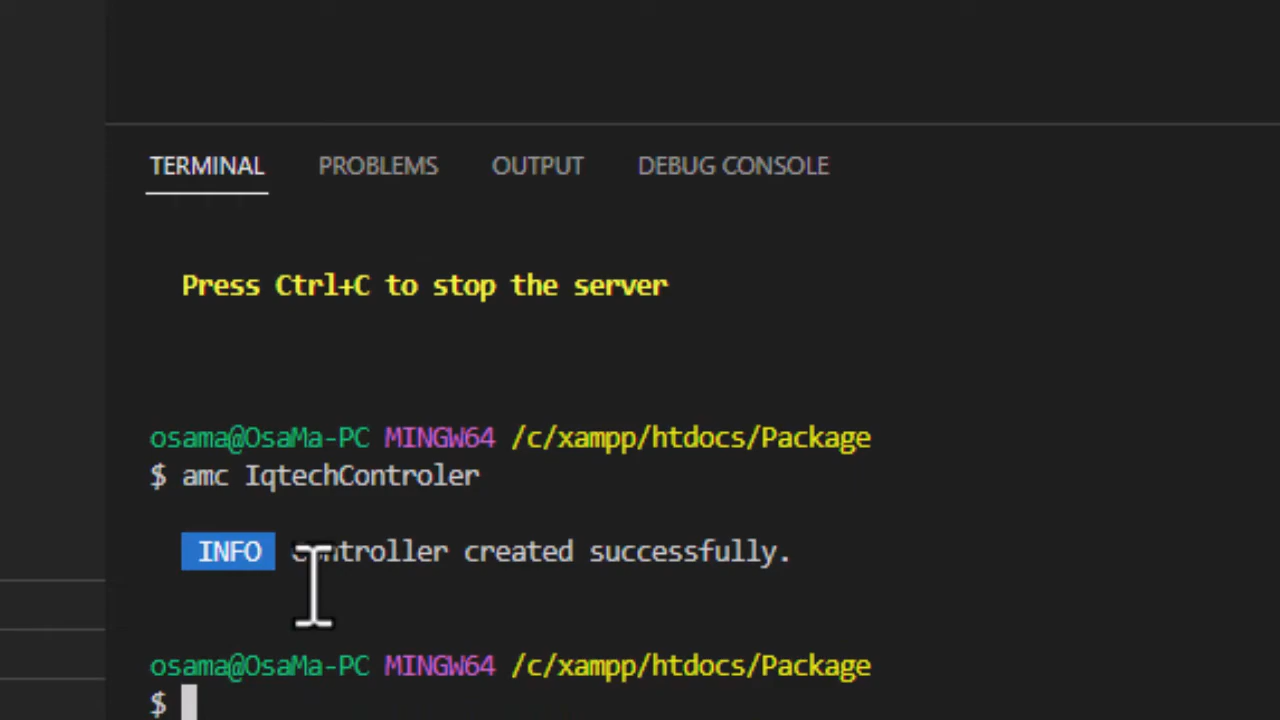 TERMINAL PROBLEMS OUTPUT DEBUG CONSOLE
Press Ctrl+C to stop the server
osama@OsaMa-PC MINGW64 /c/xampp/htdocs/Package
$ amc IqtechControler
INFO Controller created successfully.
osama@OsaMa-PC MINGW64 /c/xampp/htdocs/Package
$